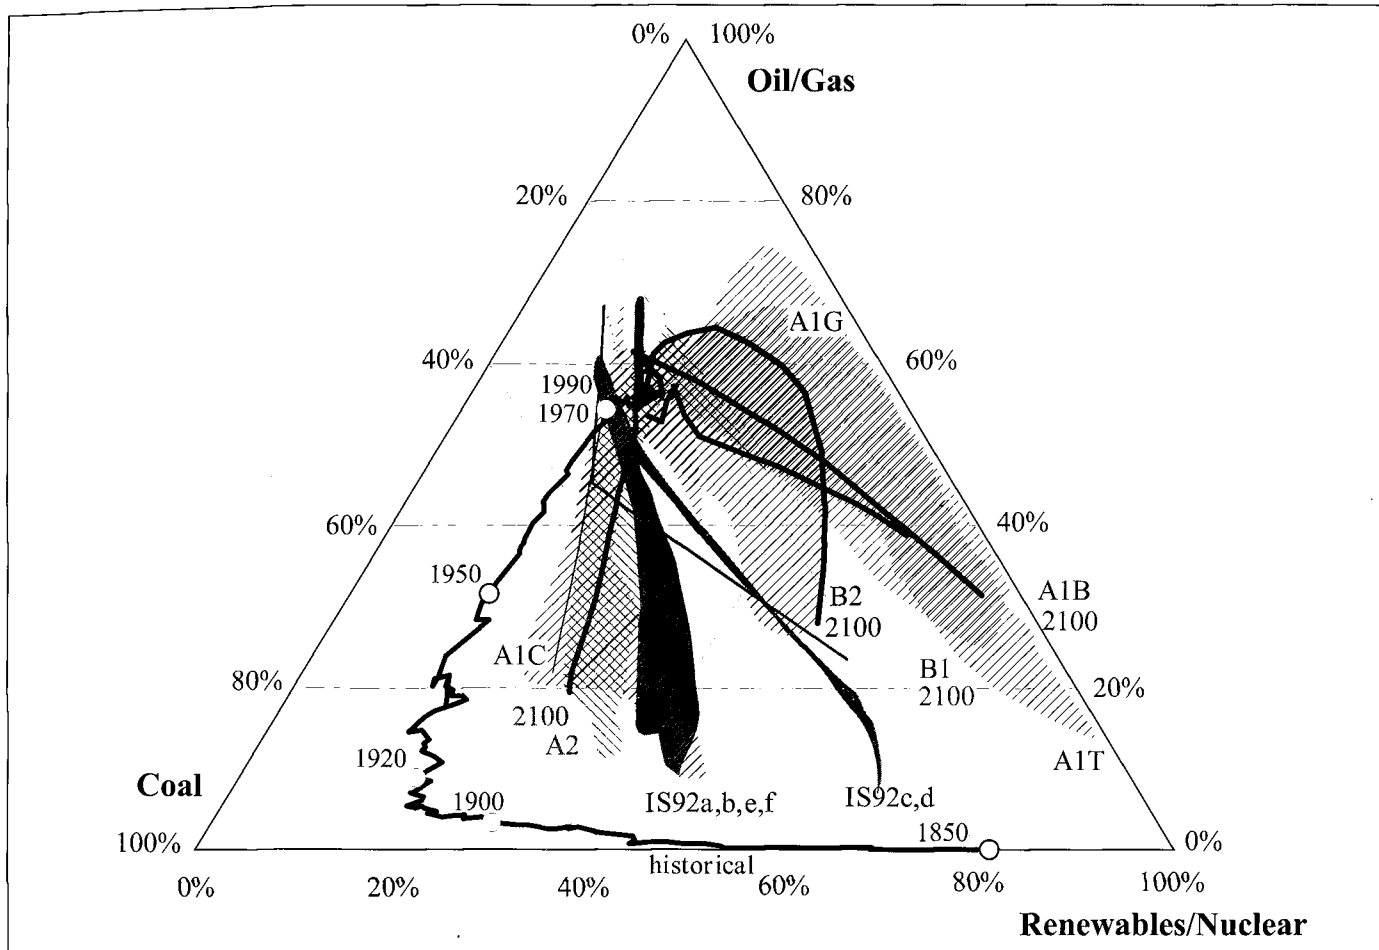 0% 100%
Oil/Gas
20% 80%
A1G
40% 60%
1990
1970
60% 40%
1950
B2
2100
A1B
2100
A1C
B1
2100
80% 20%
2100
A2
1920
A1T
Coal
1900
IS92a,b,e,f
IS92c,d
1850
100% 0%
historical
0% 20% 40% 60% 80% 100%
Renewables/Nuclear